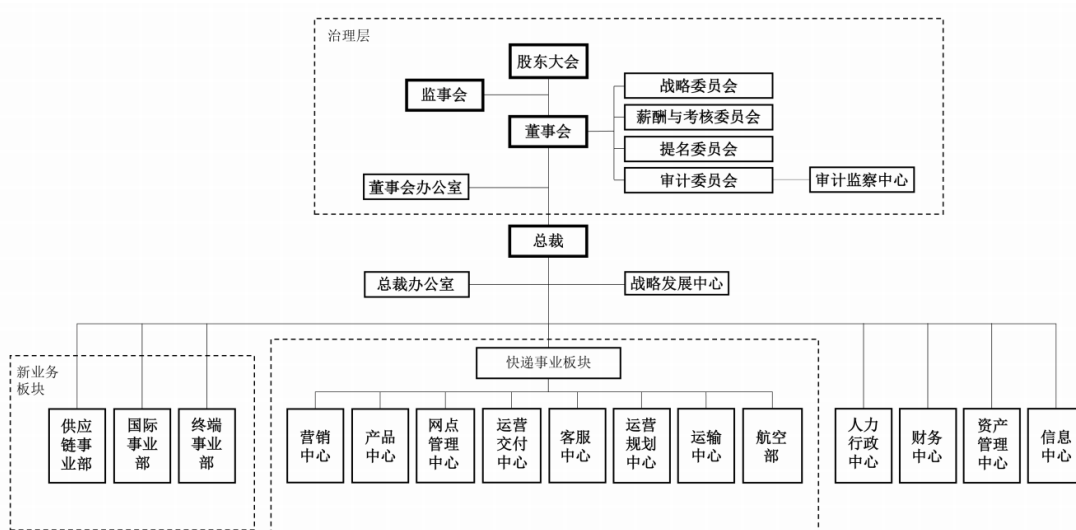 治理层
股东大会
监事会
战略委员会
薪酬与考核委员会
董事会
提名委员会
审计委员会
审计监察中心
董事会办公室
总裁
总裁办公室
战略发展中心
新业务
板块
快递事业板块
供应
链事
业部
国际
事业
部
终端
事业
部
营销
中心
产品
中心
网点
管理
中心
运营
交付
中心
客服
中心
运营
规划
中心
运输
中心
航空
部
人力
行政
中心
财务
中心
资产
管理
中心
信息
中心